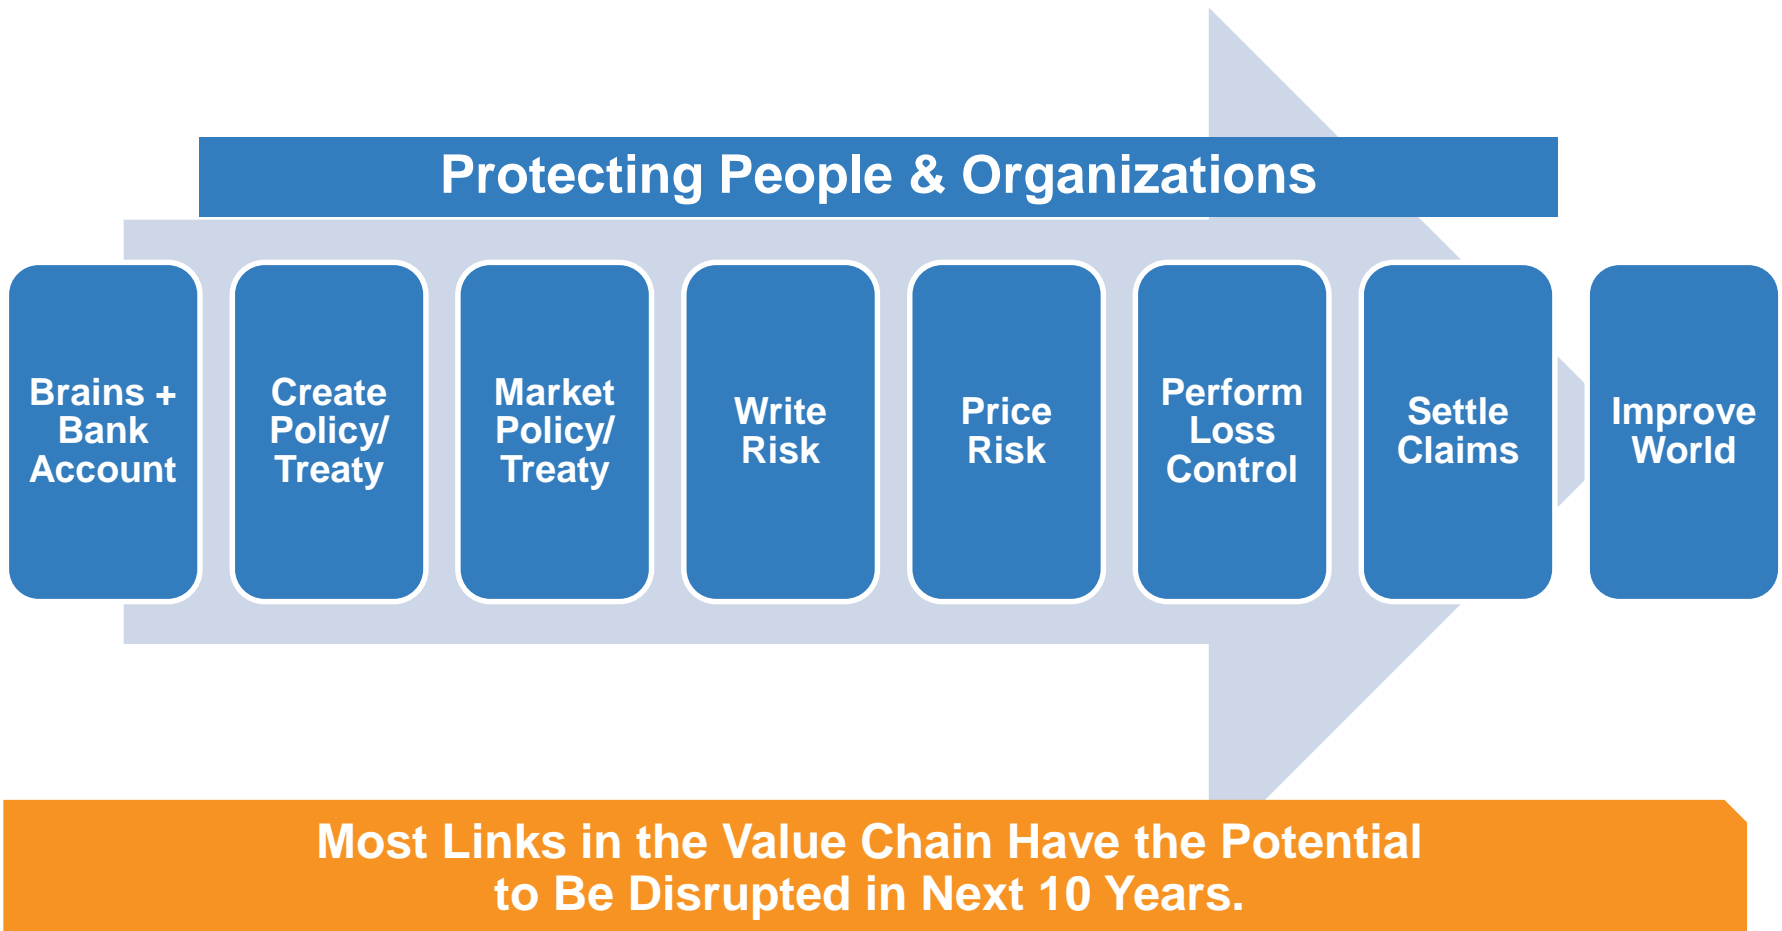 Protecting People & Organizations
Brains +
Bank
Account
Create
Policy/
Treaty
Market
Policy/
Treaty
Write
Risk
Price
Risk
Perform
Loss
Control
Settle
Claims
Improve
World
Most Links in the Value Chain Have the Potential
to Be Disrupted in Next 10 Years.